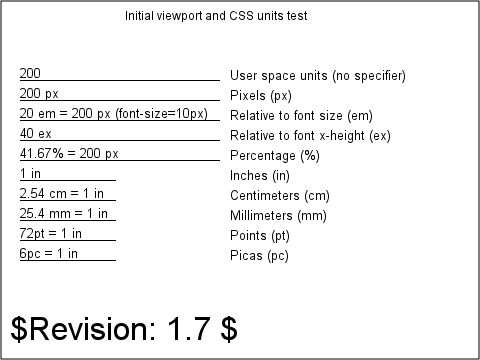 Initial viewport and CSS units test
200 User space units (no specifier)
200 px Pixels (px)
20 em = 200 px (font-size=10px) Relative to font size (em)
40 ex Relative to font x-height (ex)
41.67% = 200 px Percentage (%)
1 in Inches (in)
2.54 cm = 1 in Centimeters (cm)
25.4 mm = 1 in Millimeters (mm)
72pt = 1 in Points (pt)
6pc = 1 in Picas (pc)
$Revision: 1.7 $